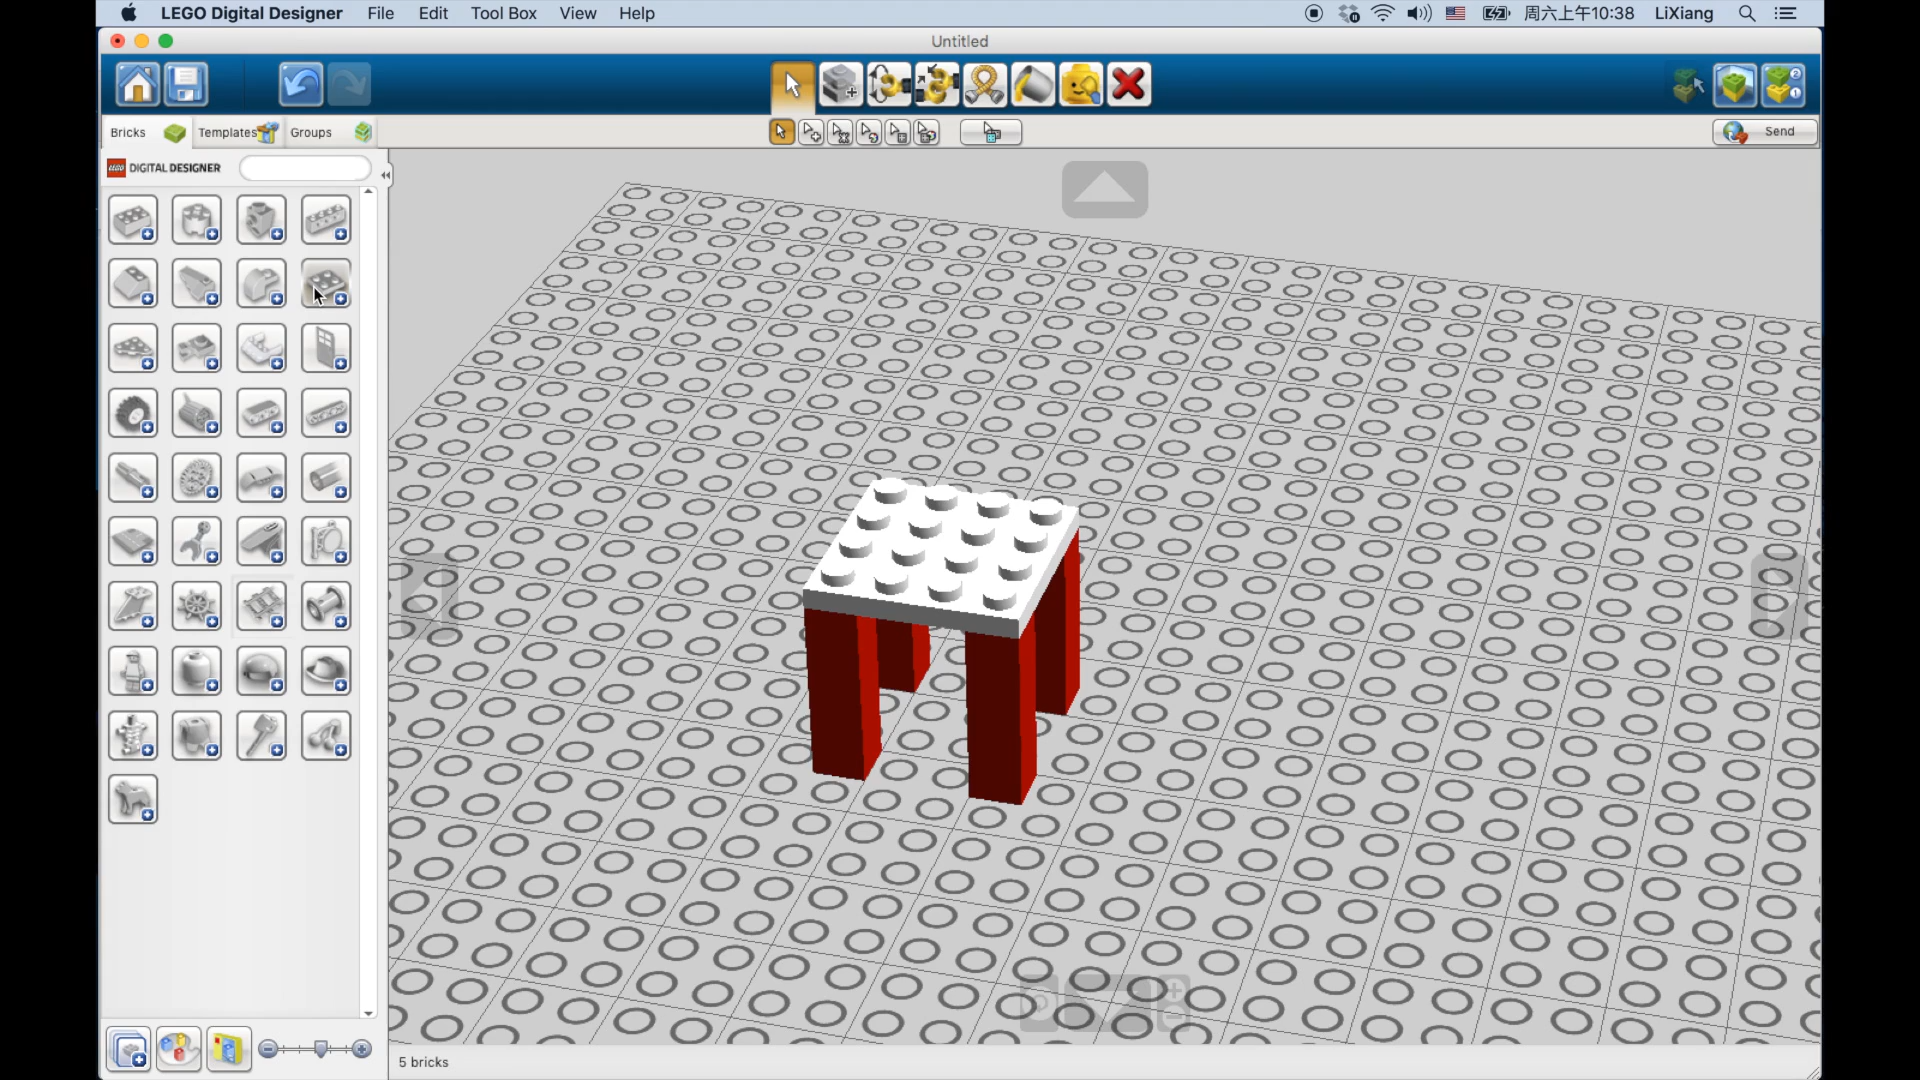 LEGO Digital Designer File Edit Tool Box View Help 周六上午10:38 LiXiang
Untitled
Bricks Templates Groups Send
LEGO DIGITAL DESIGNER
5 bricks